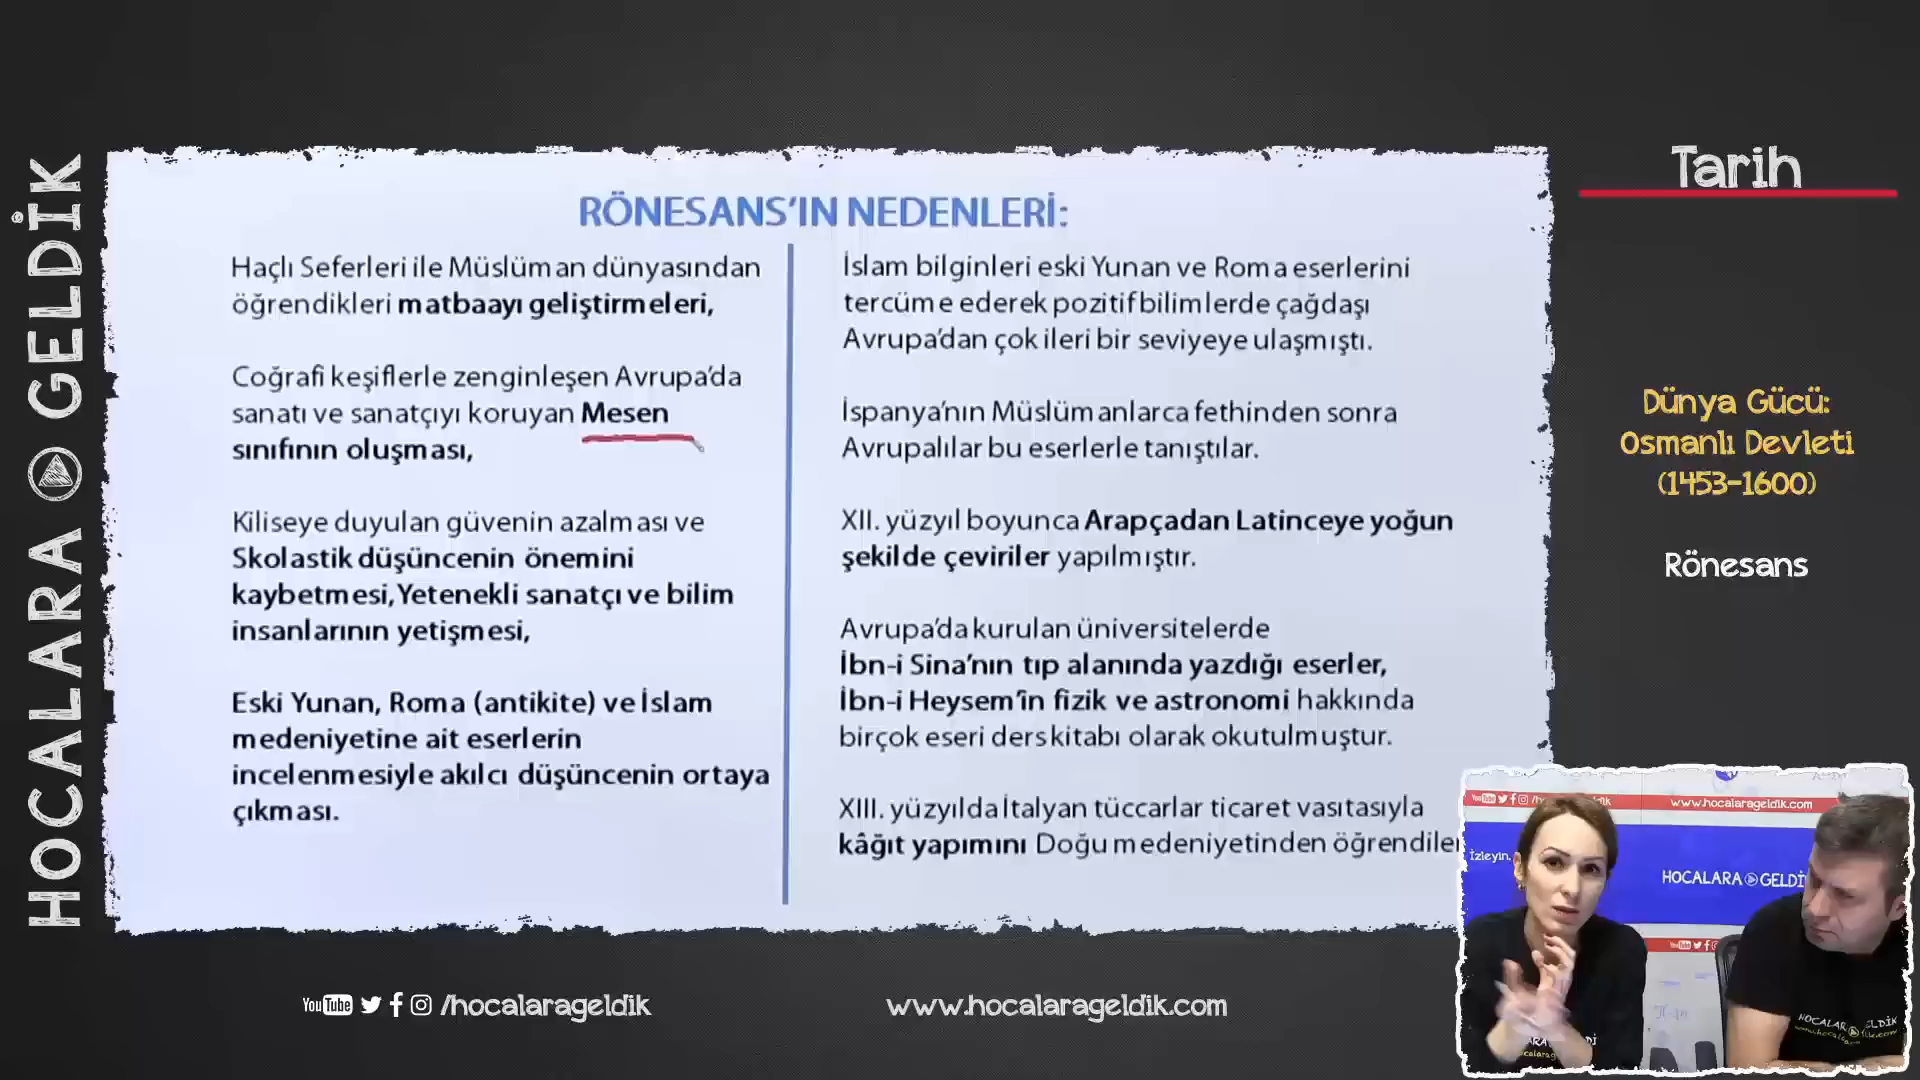 HOCALARA GELDİK
RÖNESANS’IN NEDENLERİ:
Haçlı Seferleri ile Müslüman dünyasından
öğrendikleri matbaayı geliştirmeleri,
Coğrafi keşiflerle zenginleşen Avrupa’da
sanatı ve sanatçıyı koruyan Mesen
sınıfının oluşması,
Kiliseye duyulan güvenin azalması ve
Skolastik düşüncenin önemini
kaybetmesi, Yetenekli sanatçı ve bilim
insanlarının yetişmesi,
Eski Yunan, Roma (antikite) ve İslam
medeniyetine ait eserlerin
incelenmesiyle akılcı düşüncenin ortaya
çıkması.
İslam bilginleri eski Yunan ve Roma eserlerini
tercüme ederek pozitif bilimlerde çağdaşı
Avrupa’dan çok ileri bir seviyeye ulaşmıştı.
İspanya’nın Müslümanlarca fethinden sonra
Avrupalılar bu eserlerle tanıştılar.
XII. yüzyıl boyunca Arapçadan Latinceye yoğun
şekilde çeviriler yapılmıştır.
Avrupa’da kurulan üniversitelerde
İbn-i Sina’nın tıp alanında yazdığı eserler,
İbn-i Heysem’in fizik ve astronomi hakkında
birçok eseri ders kitabı olarak okutulmuştur.
XIII. yüzyılda İtalyan tüccarlar ticaret vasıtasıyla
kâğıt yapımını Doğu medeniyetinden öğrendiler
Tarih
Dünya Gücü:
Osmanlı Devleti
(1453-1600)
Rönesans
YouTube /hocalarageldik
www.hocalarageldik.com
www.hocalarageldik.com
İzleyin.
HOCALARA GELDİ